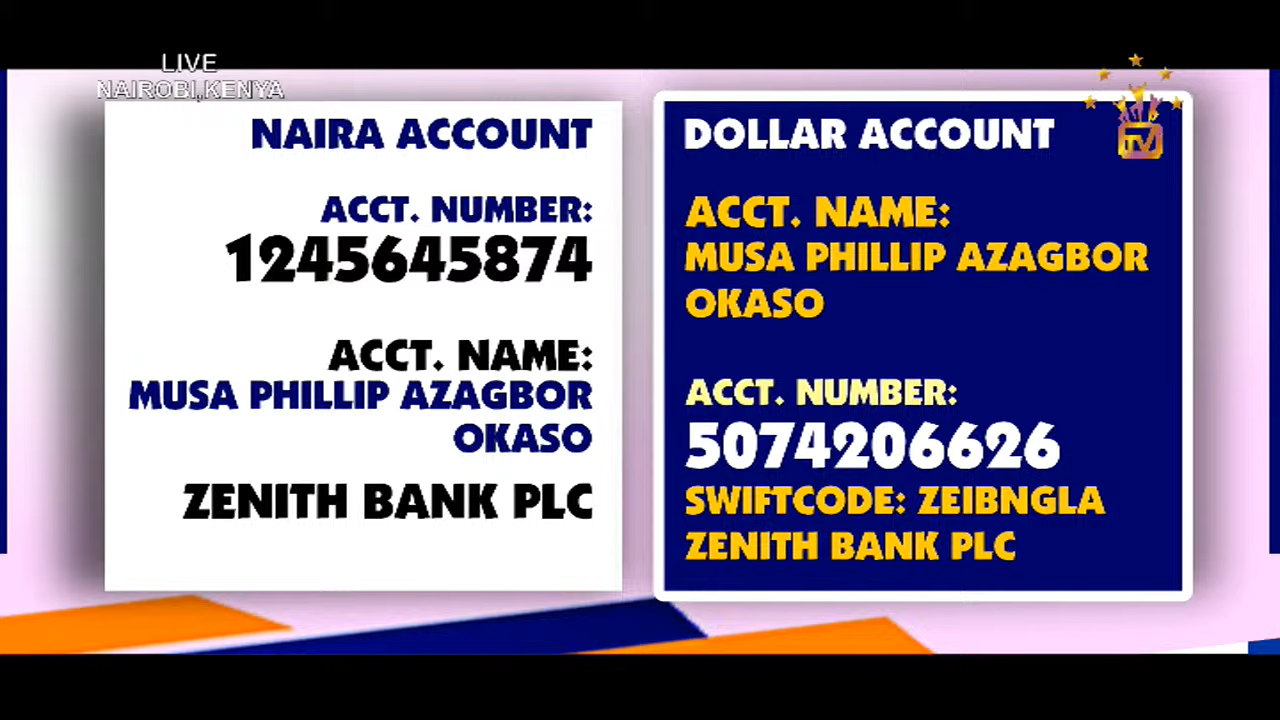 LIVE
NAIROBI,KENYA
NAIRA ACCOUNT
ACCT. NUMBER:
1245645874
ACCT. NAME:
MUSA PHILLIP AZAGBOR
OKASO
ZENITH BANK PLC
DOLLAR ACCOUNT
ACCT. NAME:
MUSA PHILLIP AZAGBOR
OKASO
ACCT. NUMBER:
5074206626
SWIFTCODE: ZEIBNGLA
ZENITH BANK PLC
TV